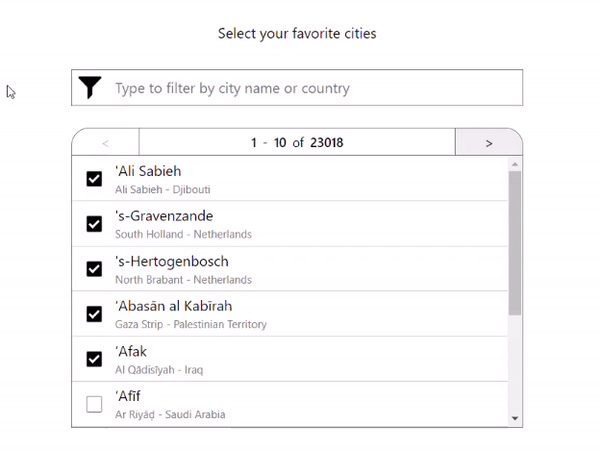 Select your favorite cities
Type to filter by city name or country
< 1 - 10 of 23018 >
'Ali Sabieh
Ali Sabieh - Djibouti
's-Gravenzande
South Holland - Netherlands
's-Hertogenbosch
North Brabant - Netherlands
'Abasān al Kabīrah
Gaza Strip - Palestinian Territory
'Afak
Al Qādisīyah - Iraq
'Afīf
Ar Riyāḑ - Saudi Arabia